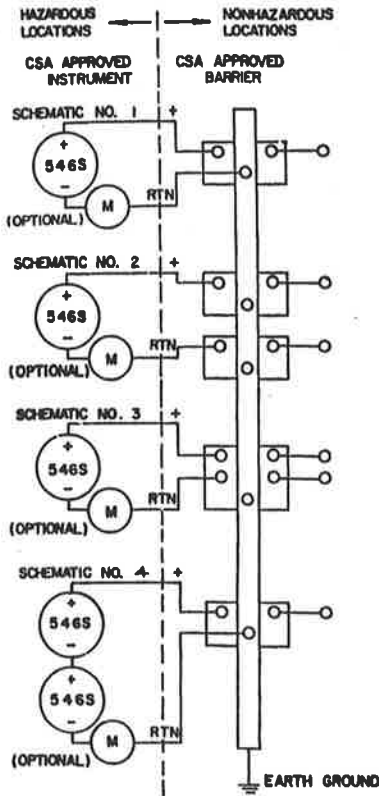 HAZARDOUS LOCATIONS
NONHAZARDOUS LOCATIONS
CSA APPROVED INSTRUMENT
CSA APPROVED BARRIER
SCHEMATIC NO. 1 +
+
546S
−
M
RTN
(OPTIONAL)
SCHEMATIC NO. 2 +
+
546S
−
M
RTN
(OPTIONAL)
SCHEMATIC NO. 3 +
+
546S
−
M
RTN
(OPTIONAL)
SCHEMATIC NO. 4 +
+
546S
−
+
546S
−
M
RTN
(OPTIONAL)
EARTH GROUND